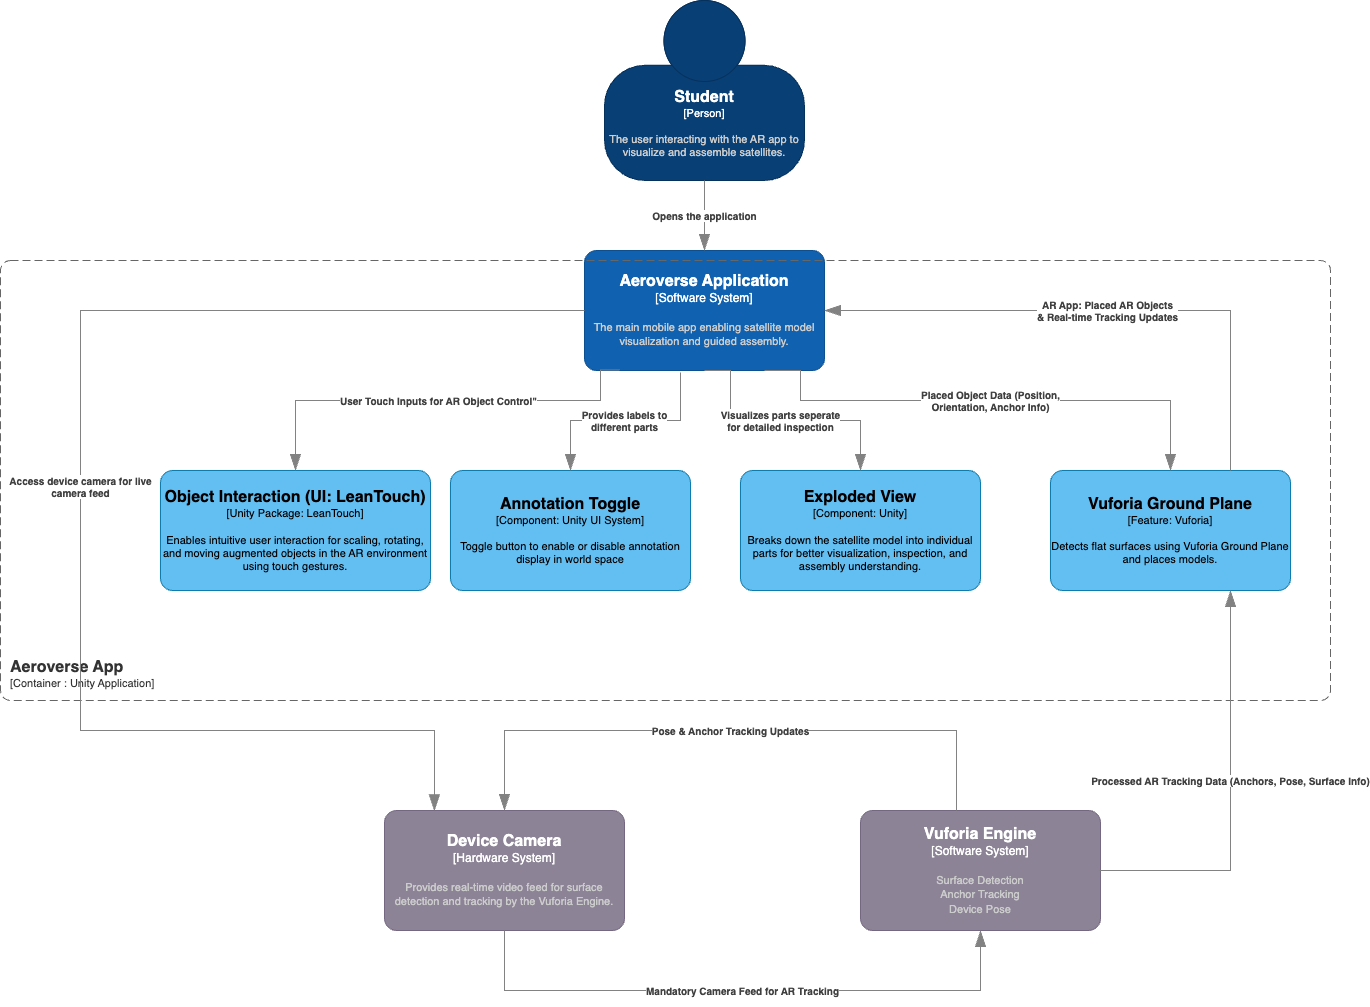 Student
[Person]
The user interacting with the AR app to
visualize and assemble satellites.
Opens the application
Aeroverse Application
[Software System]
The main mobile app enabling satellite model
visualization and guided assembly.
AR App: Placed AR Objects
& Real-time Tracking Updates
User Touch Inputs for AR Object Control"
Provides labels to
different parts
Visualizes parts seperate
for detailed inspection
Placed Object Data (Position,
Orientation, Anchor Info)
Access device camera for live
camera feed
Object Interaction (UI: LeanTouch)
[Unity Package: LeanTouch]
Enables intuitive user interaction for scaling, rotating,
and moving augmented objects in the AR environment
using touch gestures.
Annotation Toggle
[Component: Unity UI System]
Toggle button to enable or disable annotation
display in world space
Exploded View
[Component: Unity]
Breaks down the satellite model into individual
parts for better visualization, inspection, and
assembly understanding.
Vuforia Ground Plane
[Feature: Vuforia]
Detects flat surfaces using Vuforia Ground Plane
and places models.
Aeroverse App
[Container : Unity Application]
Pose & Anchor Tracking Updates
Processed AR Tracking Data (Anchors, Pose, Surface Info)
Device Camera
[Hardware System]
Provides real-time video feed for surface
detection and tracking by the Vuforia Engine.
Vuforia Engine
[Software System]
Surface Detection
Anchor Tracking
Device Pose
Mandatory Camera Feed for AR Tracking